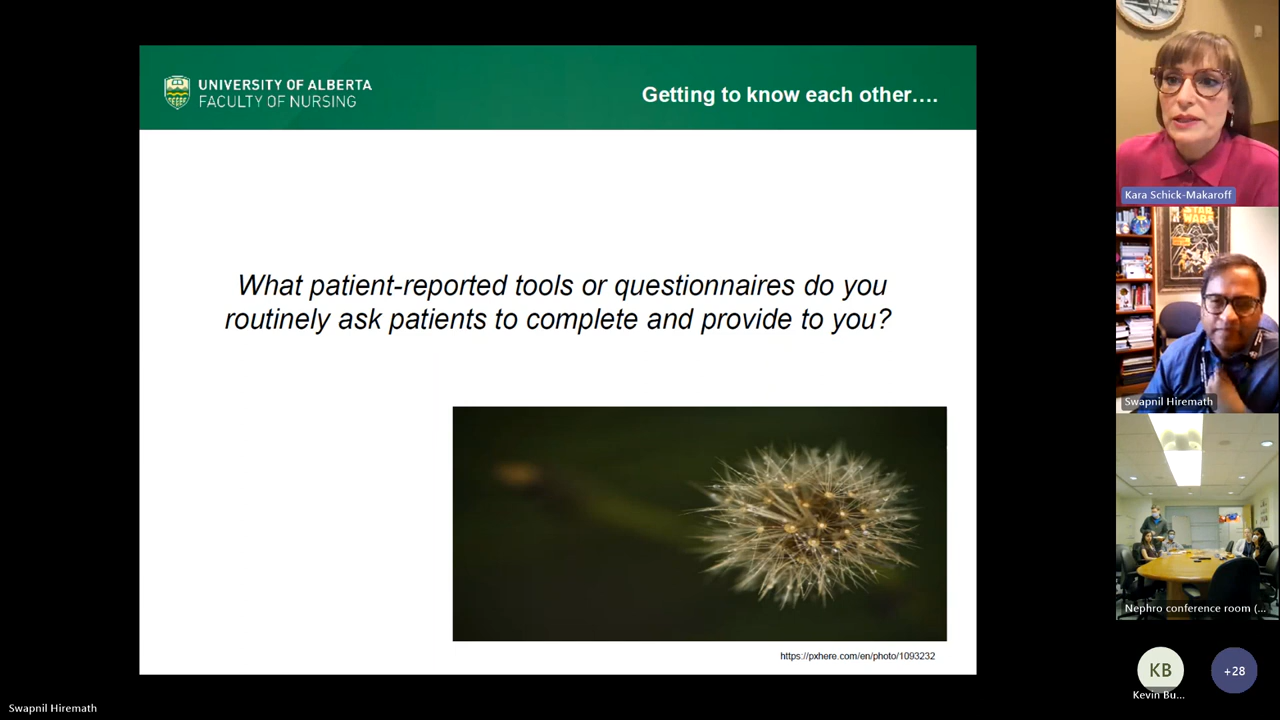 UNIVERSITY OF ALBERTA
FACULTY OF NURSING
Getting to know each other....
What patient-reported tools or questionnaires do you
routinely ask patients to complete and provide to you?
https://pxhere.com/en/photo/1093232
Kara Schick-Makaroff
STAR
WARS
Swapnil Hiremath
Nephro conference room (...
KB
Kevin Bu...
+28
Swapnil Hiremath